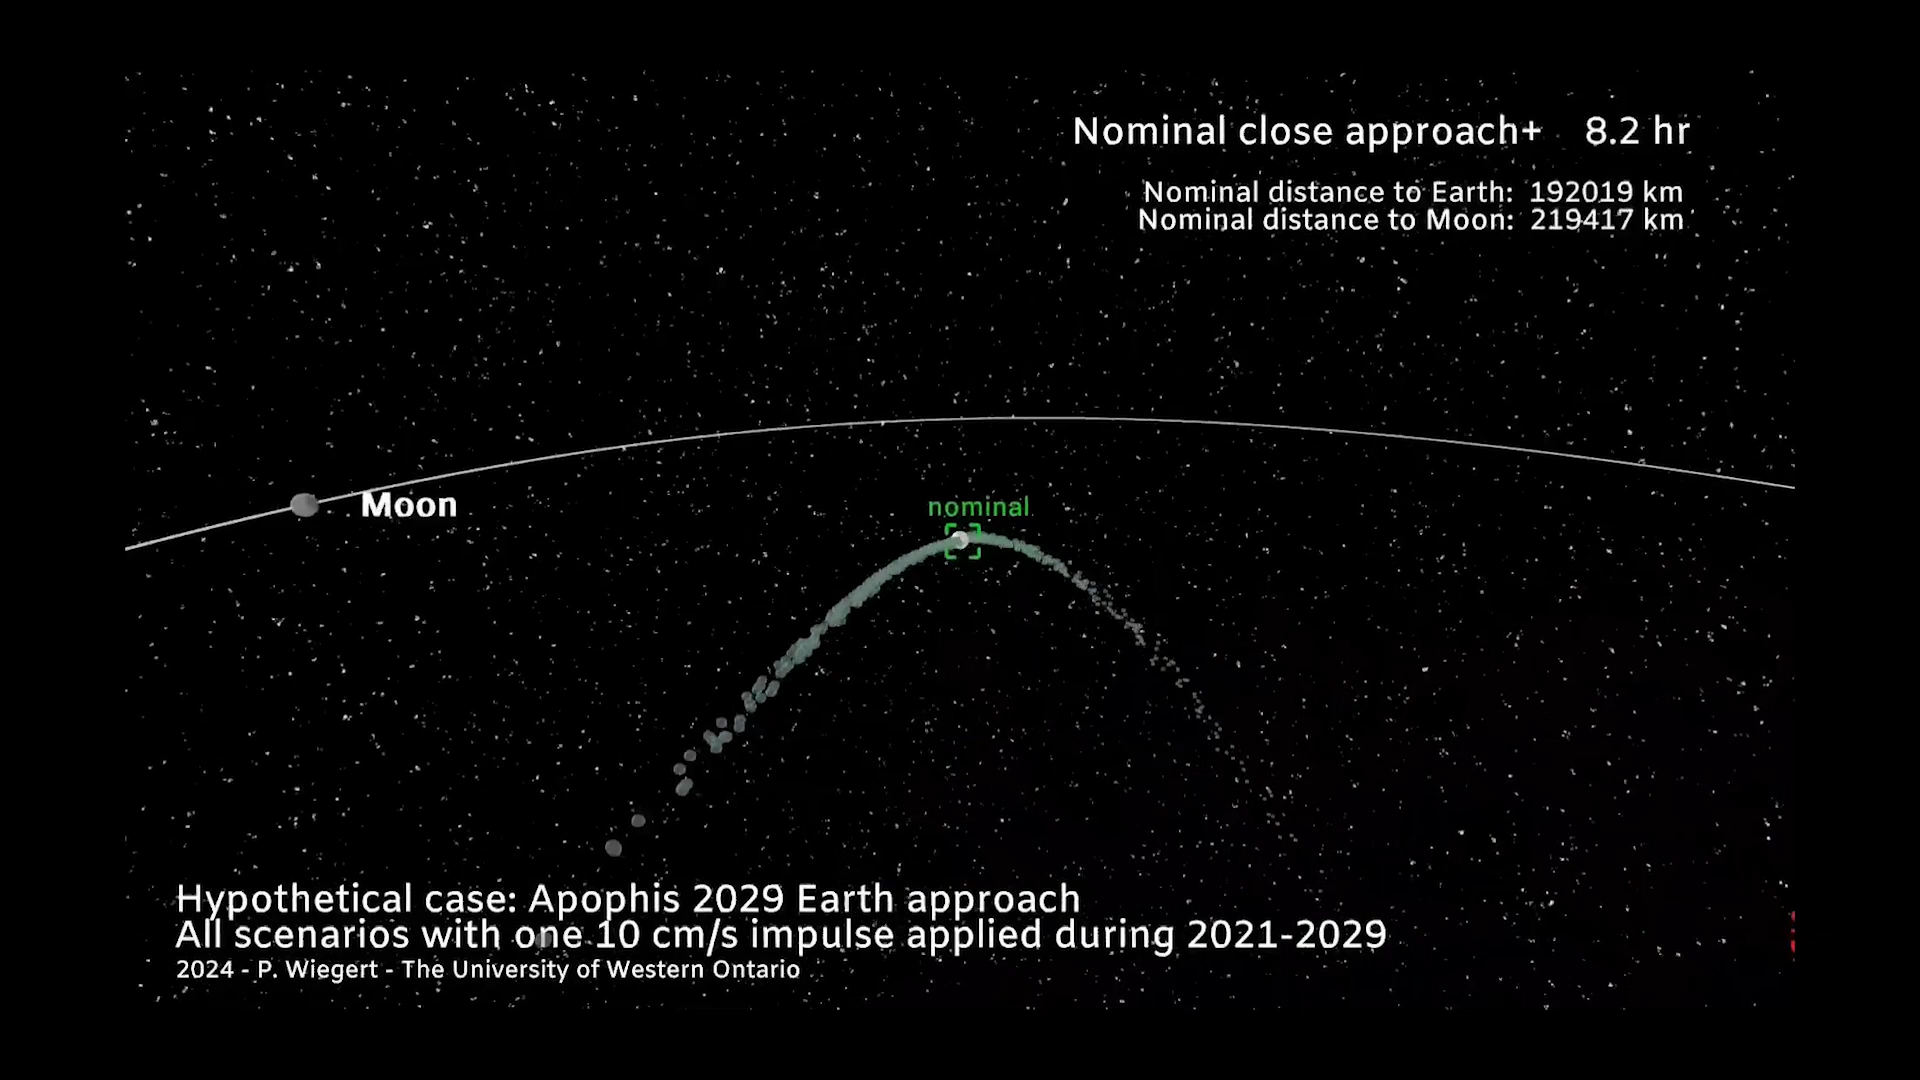 Nominal close approach+ 8.2 hr
Nominal distance to Earth: 192019 km
Nominal distance to Moon: 219417 km
Moon
nominal
Hypothetical case: Apophis 2029 Earth approach
All scenarios with one 10 cm/s impulse applied during 2021-2029
2024 - P. Wiegert - The University of Western Ontario